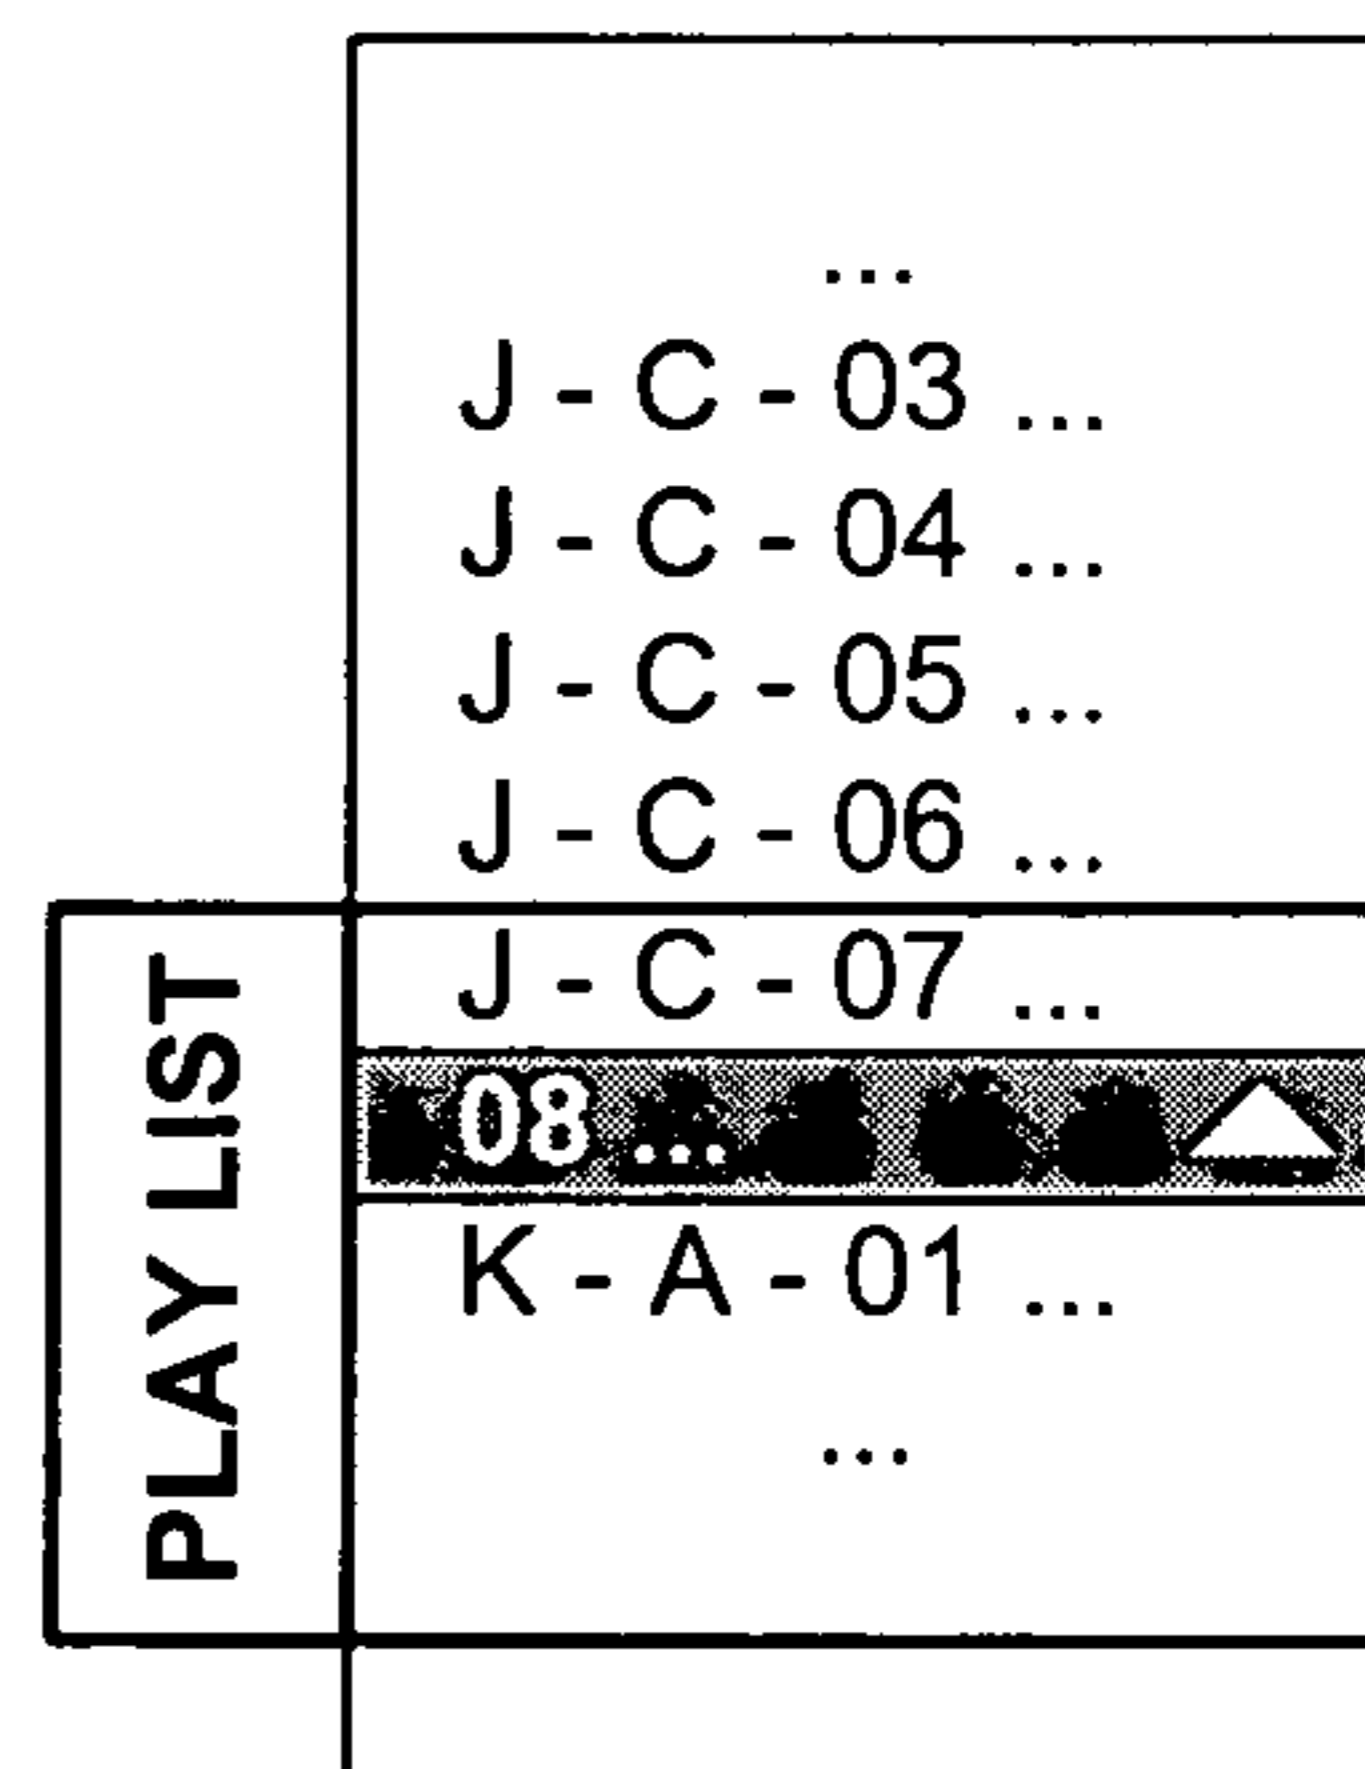 ...
J - C - 03 ...
J - C - 04 ...
J - C - 05 ...
J - C - 06 ...
J - C - 07 ...
08 ...
K - A - 01 ...
...
PLAY LIST